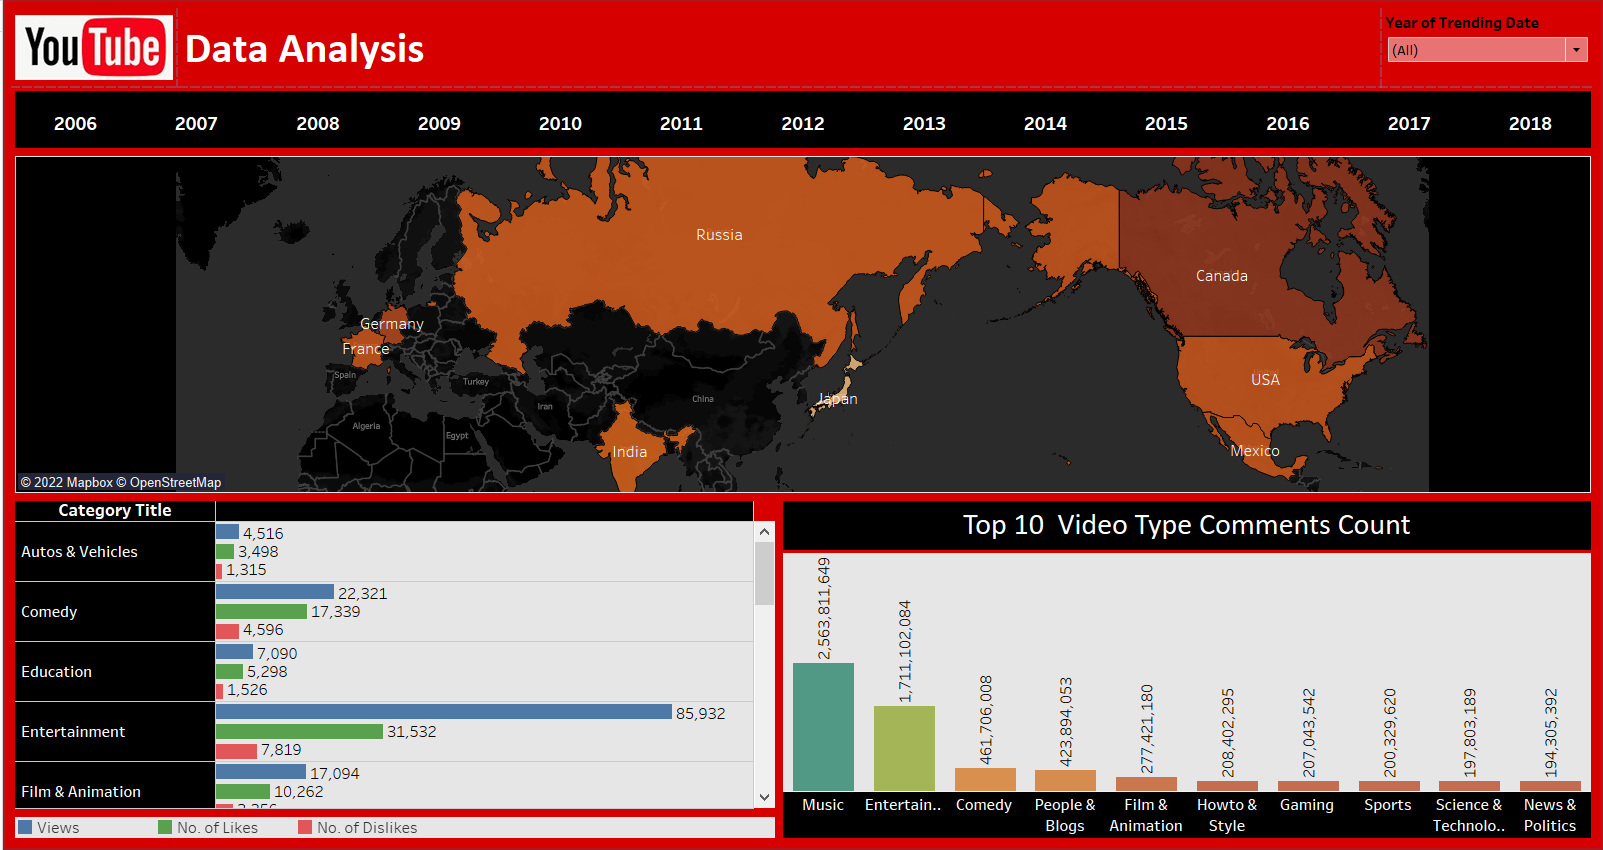 YouTube
Data Analysis
Year of Trending Date
(All)
2006 2007 2008 2009 2010 2011 2012 2013 2014 2015 2016 2017 2018
Russia
Canada
Germany
France
Spain
Turkey
USA
China
Japan
Iran
Algeria
Egypt
India
Mexico
© 2022 Mapbox © OpenStreetMap
Category Title
Autos & Vehicles
4,516
3,498
1,315
Comedy
22,321
17,339
4,596
Education
7,090
5,298
1,526
Entertainment
85,932
31,532
7,819
Film & Animation
17,094
10,262
Views
No. of Likes
No. of Dislikes
Top 10 Video Type Comments Count
2,563,811,649
1,711,102,084
461,706,008
423,894,053
277,421,180
208,402,295
207,043,542
200,329,620
197,803,189
194,305,392
Music
Entertain..
Comedy
People &
Blogs
Film &
Animation
Howto &
Style
Gaming
Sports
Science &
Technolo..
News &
Politics